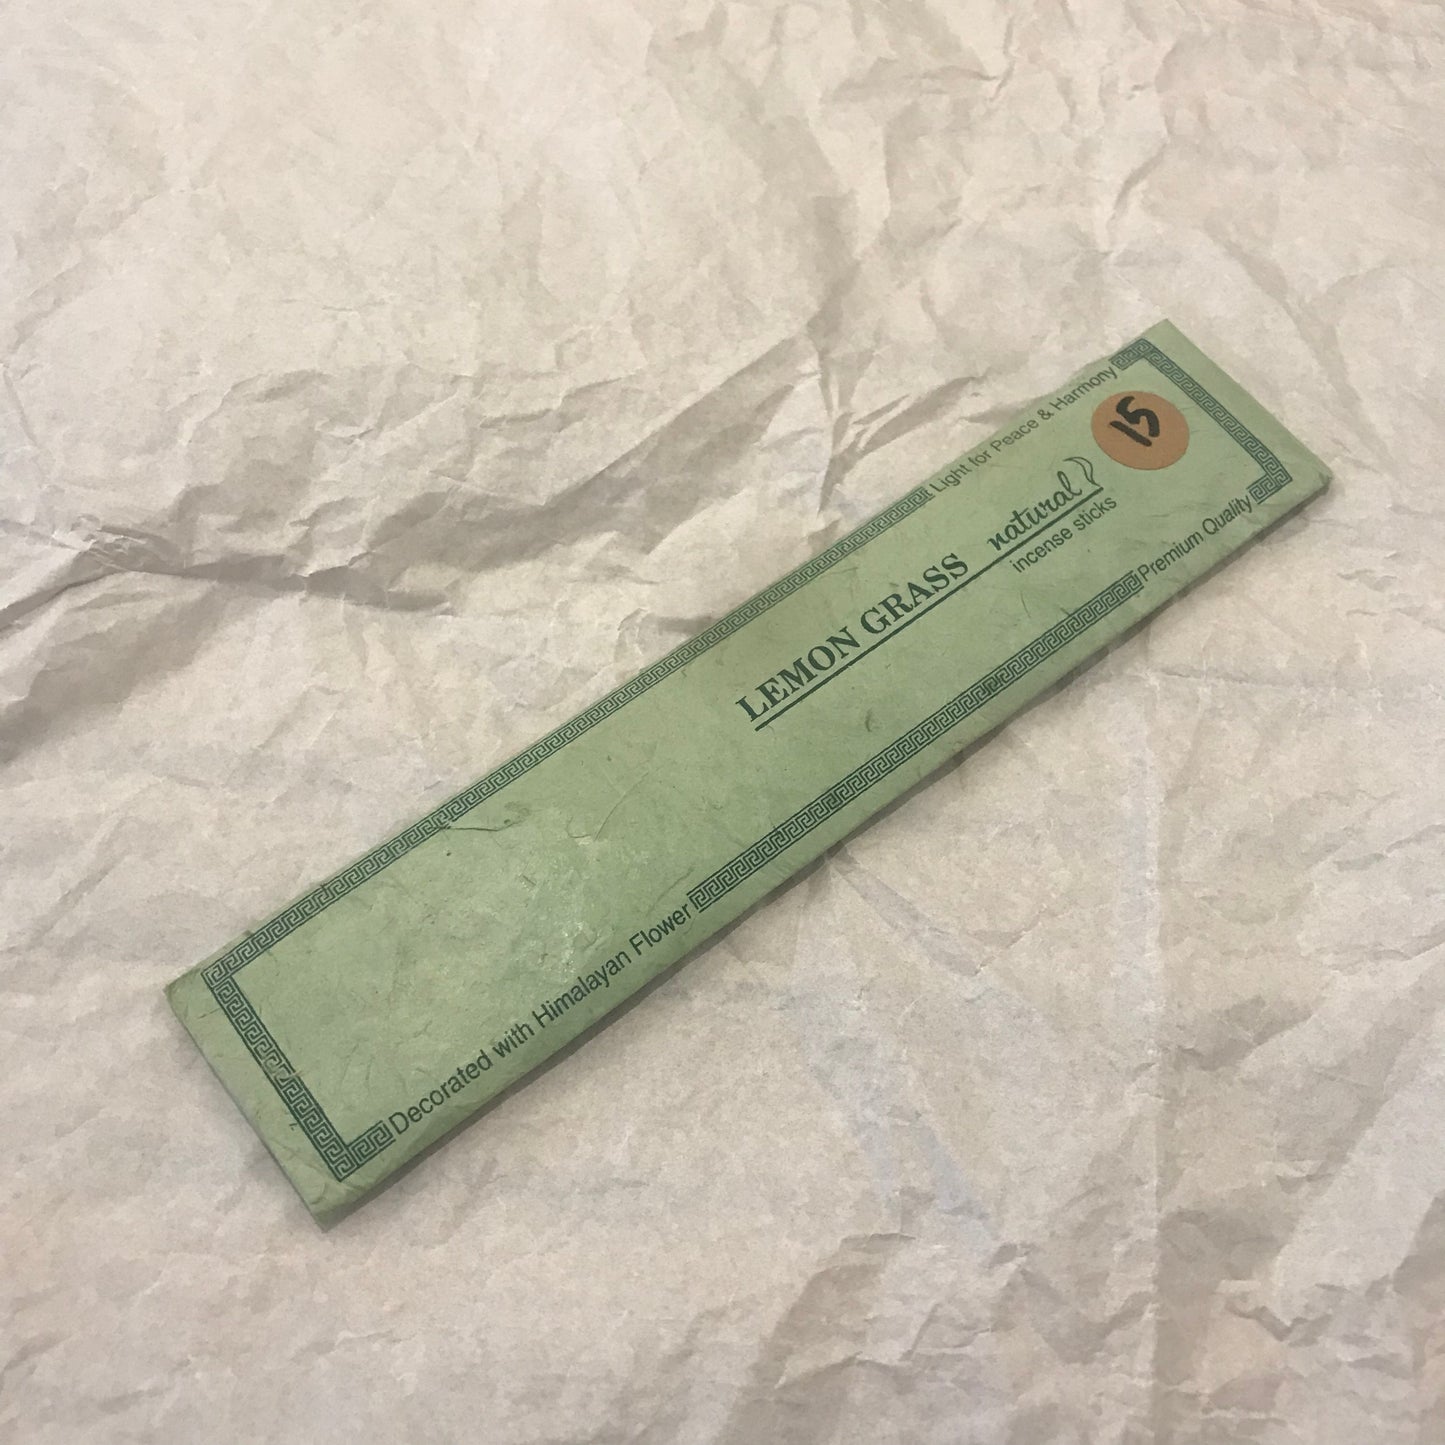 Light for Peace & Harmony
15
LEMON GRASS natural
incense sticks
Premium Quality
Decorated with Himalayan Flower